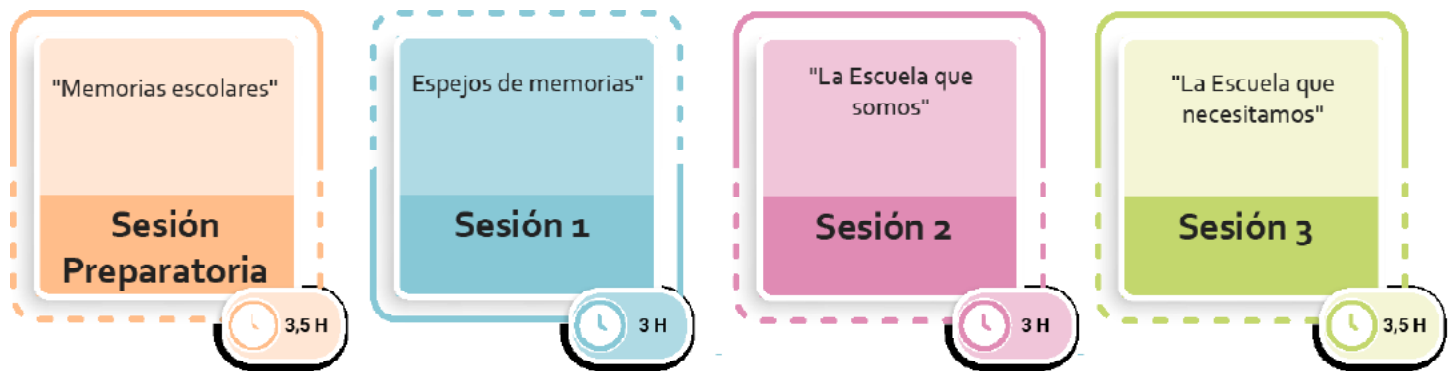 "Memorias escolares"
Sesión
Preparatoria
3,5 H
Espejos de memorias"
Sesión 1
3 H
"La Escuela que
somos"
Sesión 2
3 H
"La Escuela que
necesitamos"
Sesión 3
3,5 H